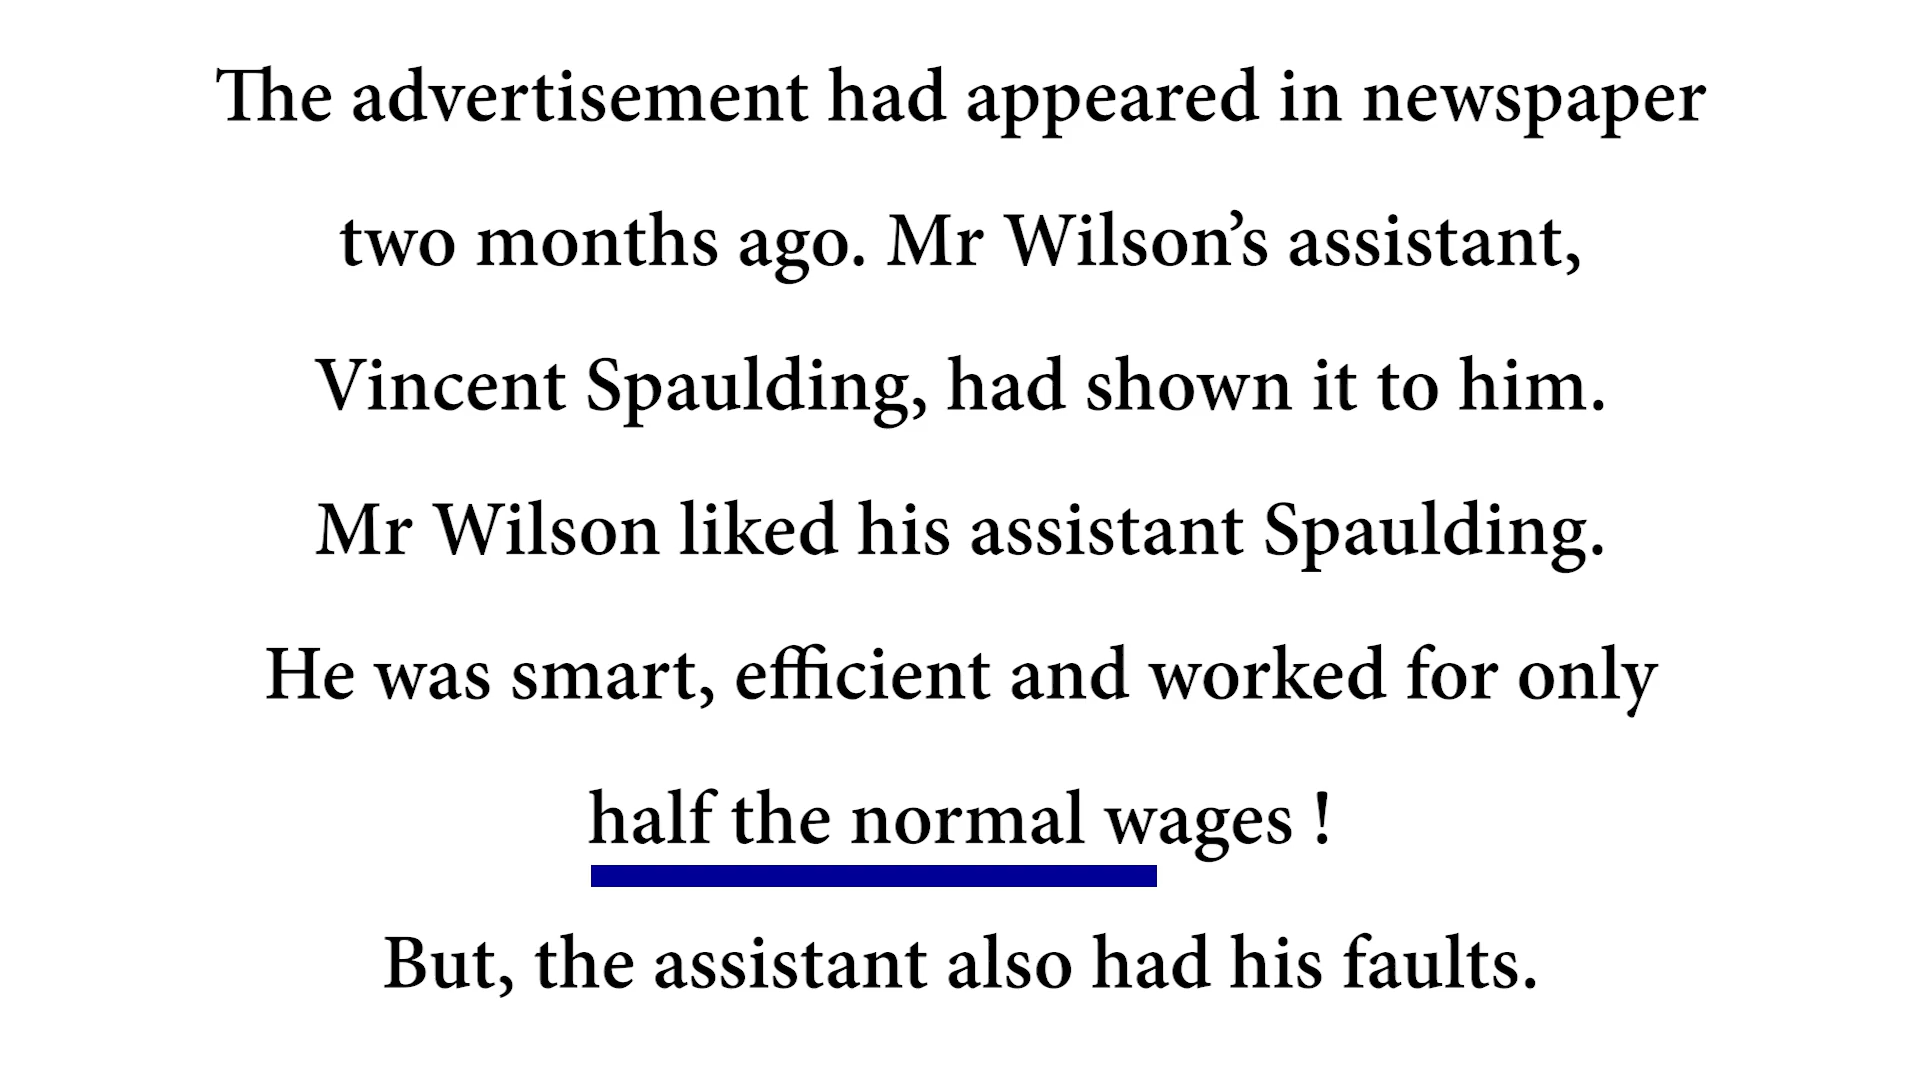 The advertisement had appeared in newspaper
two months ago. Mr Wilson’s assistant,
Vincent Spaulding, had shown it to him.
Mr Wilson liked his assistant Spaulding.
He was smart, efficient and worked for only
half the normal wages !
But, the assistant also had his faults.